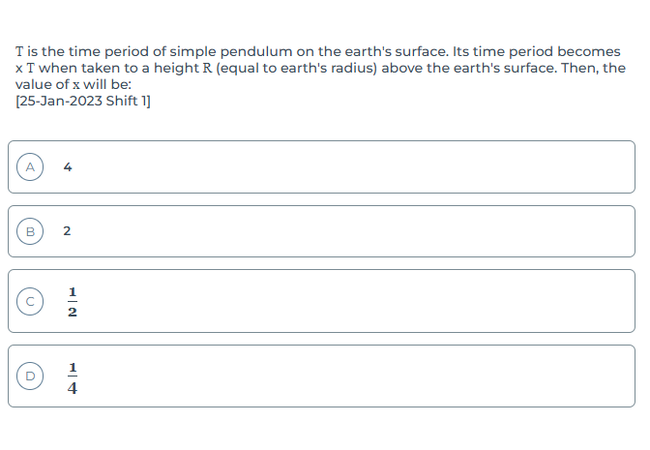 T is the time period of simple pendulum on the earth's surface. Its time period becomes
x T when taken to a height R (equal to earth's radius) above the earth's surface. Then, the
value of x will be:
[25-Jan-2023 Shift 1]
A 4
B 2
C 1/2
D 1/4